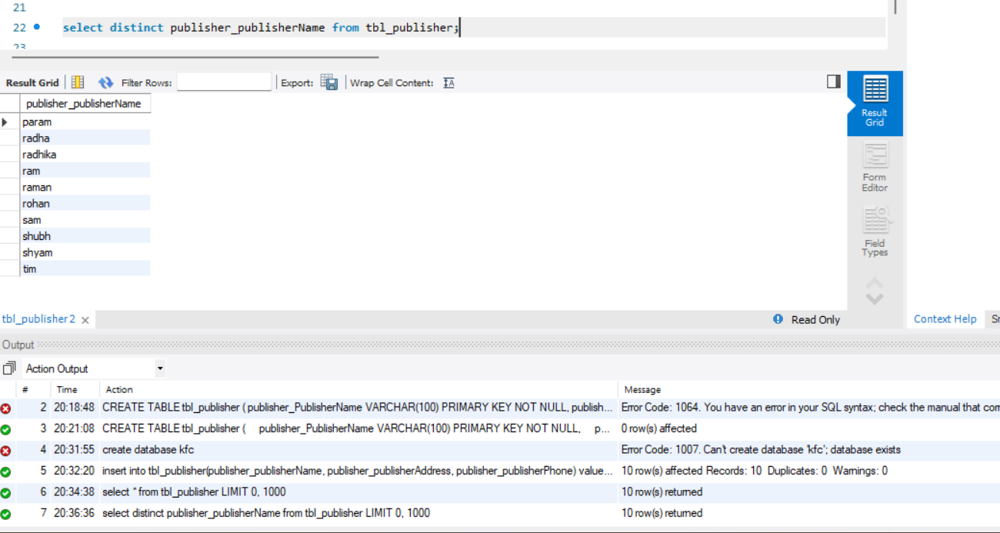 21
22 select distinct publisher_publisherName from tbl_publisher;
23
Result Grid Filter Rows: Export: Wrap Cell Content: IA
publisher_publisherName
param
radha
radhika
ram
raman
rohan
sam
shubh
shyam
tim
Result
Grid
Form
Editor
Field
Types
tbl_publisher 2 Read Only Context Help
Output
Action Output
# Time Action Message
2 20:18:48 CREATE TABLE tbl_publisher ( publisher_PublisherName VARCHAR(100) PRIMARY KEY NOT NULL, publish... Error Code: 1064. You have an error in your SQL syntax; check the manual that
3 20:21:08 CREATE TABLE tbl_publisher ( publisher_PublisherName VARCHAR(100) PRIMARY KEY NOT NULL, p... 0 row(s) affected
4 20:31:55 create database kfc Error Code: 1007. Can't create database 'kfc'; database exists
5 20:32:20 insert into tbl_publisher(publisher_publisherName, publisher_publisherAddress, publisher_publisherPhone) value... 10 row(s) affected Records: 10 Duplicates: 0 Warnings: 0
6 20:34:38 select * from tbl_publisher LIMIT 0, 1000 10 row(s) returned
7 20:36:36 select distinct publisher_publisherName from tbl_publisher LIMIT 0, 1000 10 row(s) returned